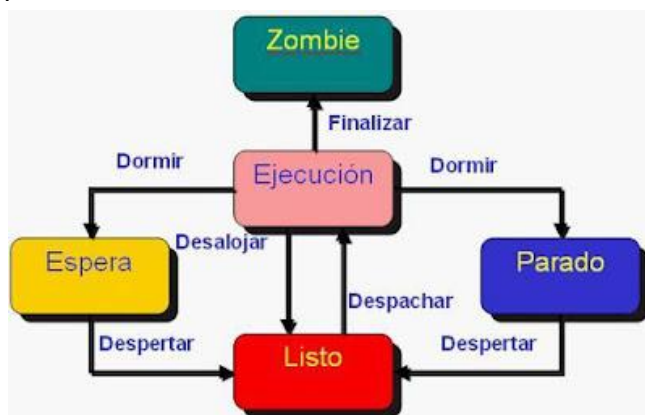 Zombie
Finalizar
Dormir
Ejecución
Dormir
Espera
Desalojar
Parado
Despachar
Despertar
Listo
Despertar